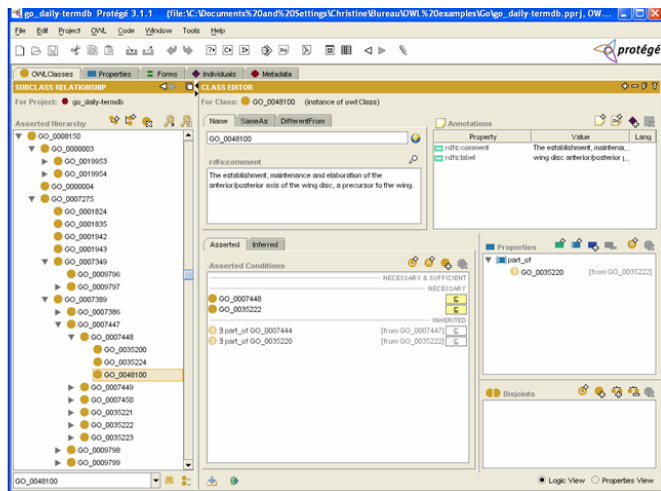 go_daily-termdb Protégé 3.1.1 (file:\C:\Documents%20and%20Settings\Christine\Bureau\OWL%20examples\Go\go_daily-termdb.pprj, OW...
File Edit Project OWL Code Window Tools Help
protégé
OWLClasses Properties Forms Individuals Metadata
SUBCLASS RELATIONSHIP
For Project: go_daily-termdb
Asserted Hierarchy
GO_0008150
GO_0000003
GO_0019953
GO_0019954
GO_0000004
GO_0007275
GO_0001824
GO_0001835
GO_0001942
GO_0001943
GO_0007349
GO_0009796
GO_0009797
GO_0007389
GO_0007386
GO_0007447
GO_0007448
GO_0035200
GO_0035224
GO_0048100
GO_0007449
GO_0007450
GO_0035221
GO_0035222
GO_0035223
GO_0009798
GO_0009799
GO_0048100
CLASS EDITOR
For Class: GO_0048100 (instance of owl:Class)
Name SameAs DifferentFrom
GO_0048100
rdfs:comment
The establishment, maintenance and elaboration of the
anterior/posterior axis of the wing disc, a precursor to the wing.
Annotations
Property Value Lang
rdfs:comment The establishment, maintena...
rdfs:label wing disc anterior/posterior p...
Asserted Inferred
Asserted Conditions
NECESSARY & SUFFICIENT
NECESSARY
GO_0007448
GO_0035222
INHERITED
∃ part_of GO_0007444 [from GO_0007447]
∃ part_of GO_0035220 [from GO_0035222]
Properties
part_of
GO_0035220 [from GO_0035222]
Disjoints
Logic View Properties View